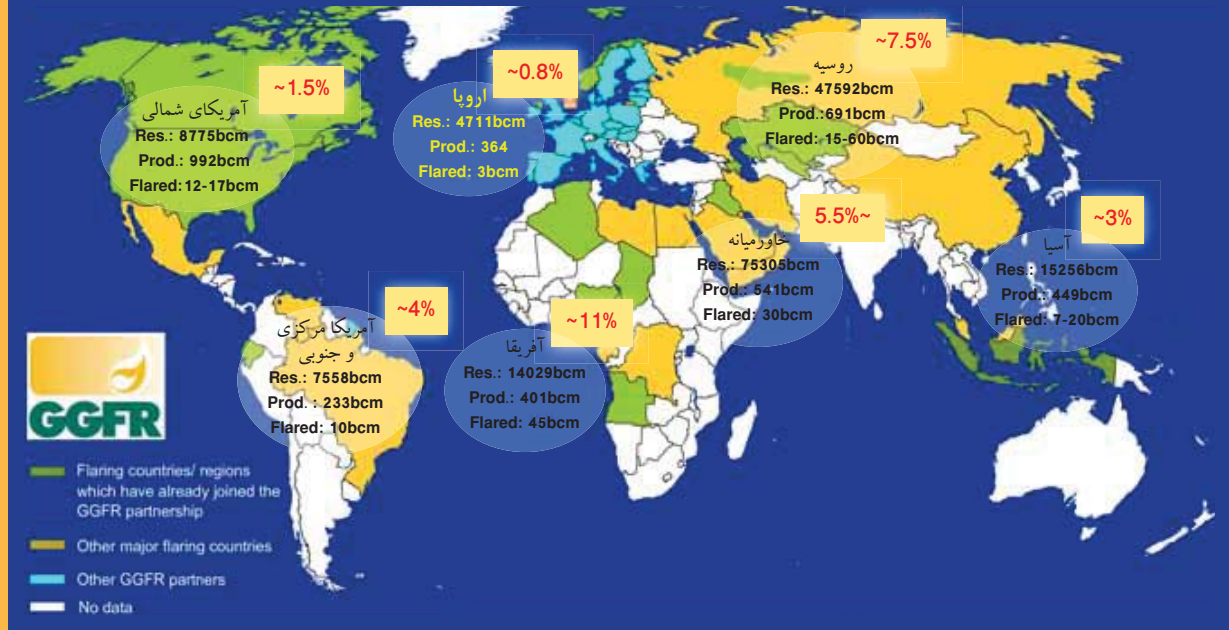 ~1.5%
آمریکای شمالی
Res.: 8775bcm
Prod.: 992bcm
Flared:12-17bcm
~0.8%
اروپا
Res.: 4711bcm
Prod.: 364
Flared: 3bcm
~7.5%
روسیه
Res.: 47592bcm
Prod.:691bcm
Flared: 15-60bcm
5.5%~
خاورمیانه
Res.: 75305bcm
Prod.: 541bcm
Flared: 30bcm
~3%
آسیا
Res.: 15256bcm
Prod.: 449bcm
Flared: 7-20bcm
~4%
آمریکا مرکزی
و جنوبی
Res.: 7558bcm
Prod. : 233bcm
Flared: 10bcm
~11%
آفریقا
Res.: 14029bcm
Prod.: 401bcm
Flared: 45bcm
GGFR
Flaring countries/ regions
which have already joined the
GGFR partnership
Other major flaring countries
Other GGFR partners
No data